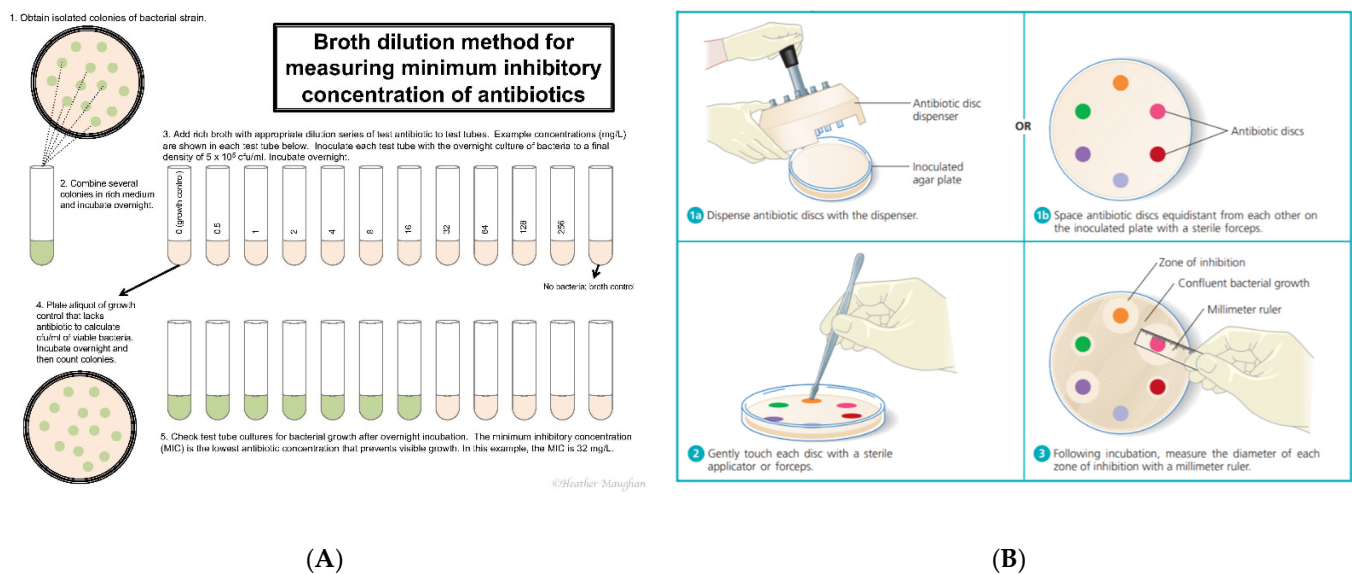 1. Obtain isolated colonies of bacterial strain.
Broth dilution method for
measuring minimum inhibitory
concentration of antibiotics
3. Add rich broth with appropriate dilution series of test antibiotic to test tubes. Example concentrations (mg/L)
are shown in each test tube below. Inoculate each test tube with the overnight culture of bacteria to a final
density of 5 x 10⁵ cfu/ml. Incubate overnight.
2. Combine several
colonies in rich medium
and incubate overnight.
0 (growth control)
0.5
1
2
4
8
16
32
64
128
256
No bacteria; broth control
4. Plate aliquot of growth
control that lacks
antibiotic to calculate
cfu/ml of viable bacteria.
Incubate overnight and
then count colonies.
5. Check test tube cultures for bacterial growth after overnight incubation. The minimum inhibitory concentration
(MIC) is the lowest antibiotic concentration that prevents visible growth. In this example, the MIC is 32 mg/L.
©Heather Maughan
(A)
Antibiotic disc
dispenser
Inoculated
agar plate
1a Dispense antibiotic discs with the dispenser.
OR
Antibiotic discs
1b Space antibiotic discs equidistant from each other on
the inoculated plate with a sterile forceps.
2 Gently touch each disc with a sterile
applicator or forceps.
Zone of inhibition
Confluent bacterial growth
Millimeter ruler
3 Following incubation, measure the diameter of each
zone of inhibition with a millimeter ruler.
(B)